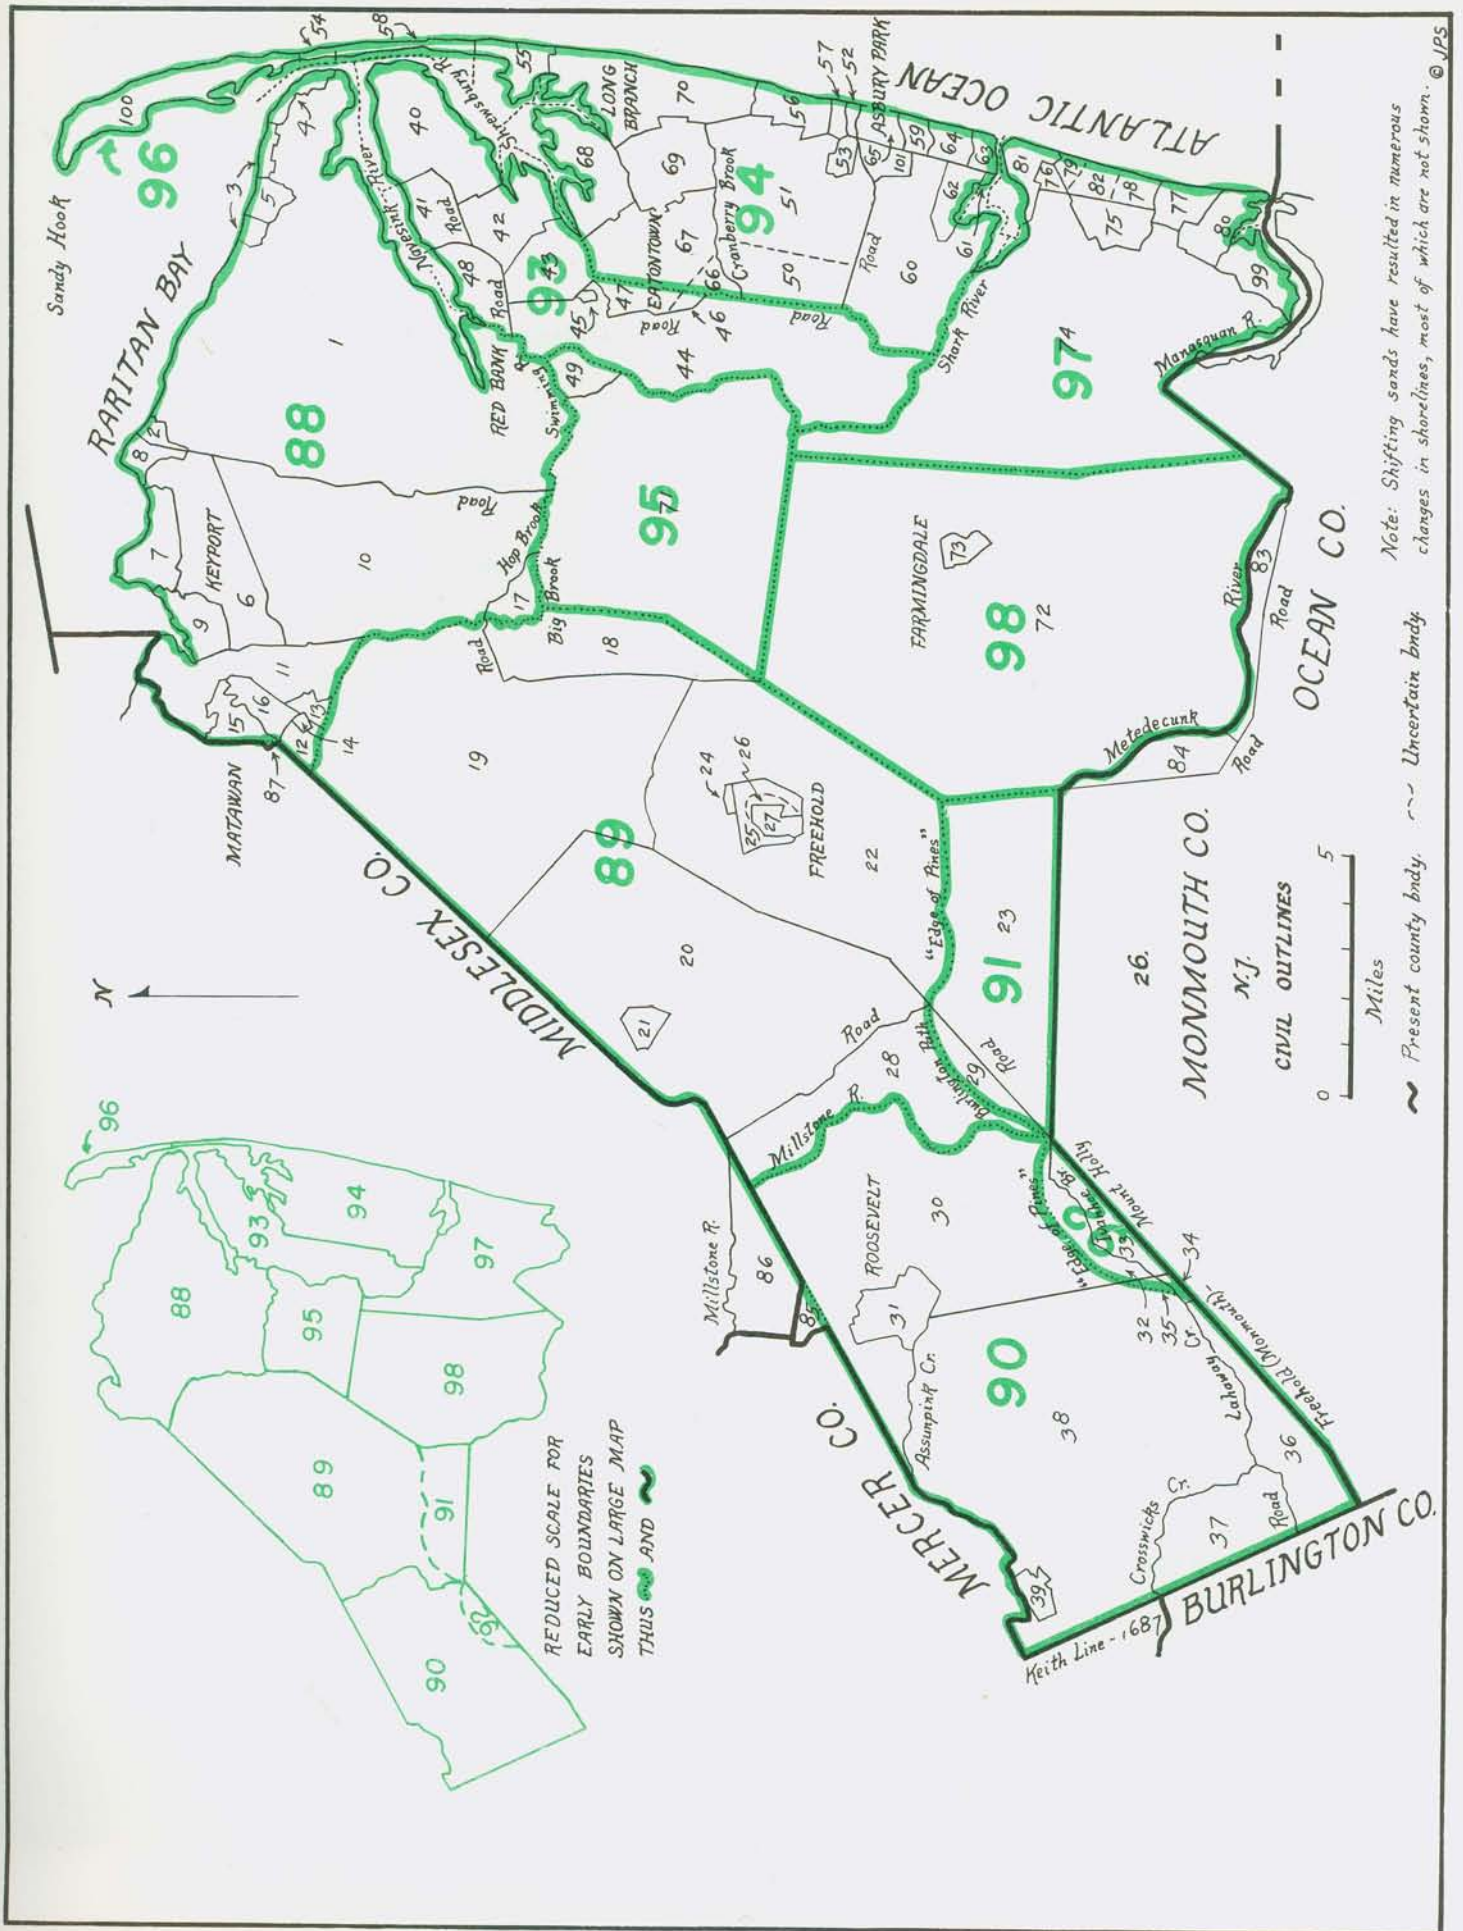 Sandy Hook
RARITAN BAY
ATLANTIC OCEAN
N
96
100
54
58
3
4
5
1
88
2
8
7
KEYPORT
9
6
10
11
16
15
12
13
14
MATAWAN
87
Navesink River
Shrewsbury R.
40
41
Road
42
48
Road
93
43
RED BANK
Swimming R.
49
45
47
EATONTOWN
Road
46
44
55
LONG
BRANCH
68
69
70
67
66
Cranberry Brook
94
51
50
Road
56
57
52
53
ASBURY PARK
65
101
59
64
63
62
61
60
Road
Shark River
81
76
79
82
78
75
77
80
99
Manasquan R.
97
74
Road
Hop Brook
Big Brook
17
Road
18
95
71
19
MIDDLESEX CO.
89
20
21
24
26
25
27
FREEHOLD
22
FARMINGDALE
73
98
72
Metedecunk
River
83
Road
84
Road
OCEAN CO.
"Edge of Pines"
91
23
Road
28
Burlington Path
29
Road
Millstone R.
Millstone R.
86
85
ROOSEVELT
30
31
Assunpink Cr.
"Edge of Pines"
92
Ivanhoe Br.
33
34
32
35
Lahaway Cr.
Freehold (Monmouth)-Mount Holly
90
38
36
Road
37
Crosswicks Cr.
39
MERCER CO.
Keith Line - 1687
BURLINGTON CO.
96
93
94
88
95
97
98
89
91
92
90
REDUCED SCALE FOR
EARLY BOUNDARIES
SHOWN ON LARGE MAP
THUS AND
26.
MONMOUTH CO.
N.J.
CIVIL OUTLINES
0 5
Miles
Present county bndy. Uncertain bndy.
Note: Shifting sands have resulted in numerous
changes in shorelines, most of which are not shown. © JPS